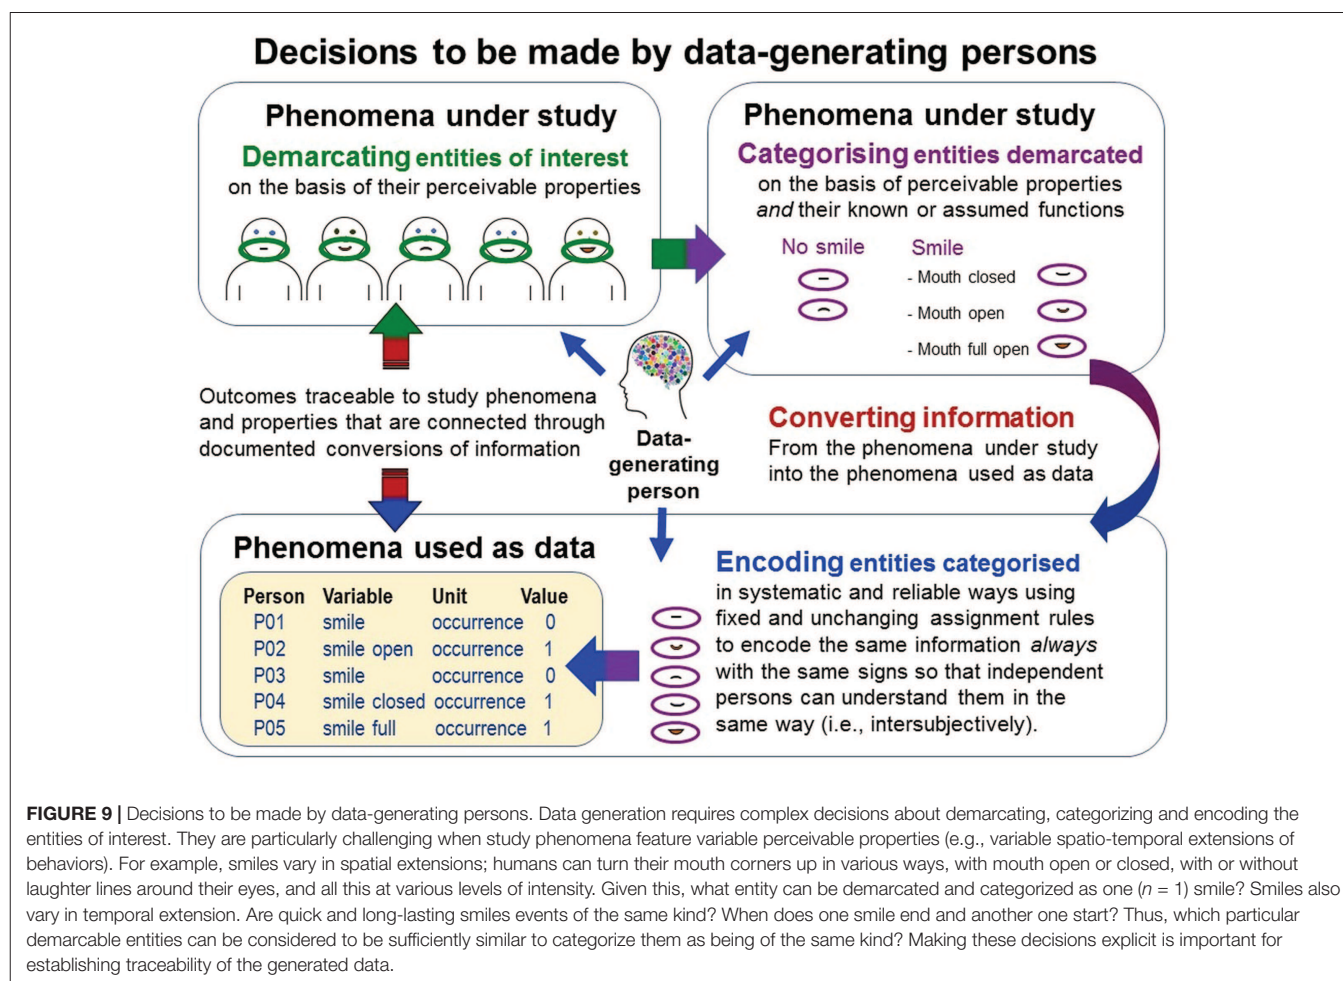 Decisions to be made by data-generating persons
Phenomena under study
Demarcating entities of interest
on the basis of their perceivable properties
Phenomena under study
Categorising entities demarcated
on the basis of perceivable properties
and their known or assumed functions
No smile
Smile
- Mouth closed
- Mouth open
- Mouth full open
Outcomes traceable to study phenomena
and properties that are connected through
documented conversions of information
Data-
generating
person
Converting information
From the phenomena under study
into the phenomena used as data
Phenomena used as data
Person Variable Unit Value
P01 smile occurrence 0
P02 smile open occurrence 1
P03 smile occurrence 0
P04 smile closed occurrence 1
P05 smile full occurrence 1
Encoding entities categorised
in systematic and reliable ways using
fixed and unchanging assignment rules
to encode the same information always
with the same signs so that independent
persons can understand them in the
same way (i.e., intersubjectively).
FIGURE 9 | Decisions to be made by data-generating persons. Data generation requires complex decisions about demarcating, categorizing and encoding the
entities of interest. They are particularly challenging when study phenomena feature variable perceivable properties (e.g., variable spatio-temporal extensions of
behaviors). For example, smiles vary in spatial extensions; humans can turn their mouth corners up in various ways, with mouth open or closed, with or without
laughter lines around their eyes, and all this at various levels of intensity. Given this, what entity can be demarcated and categorized as one (n = 1) smile? Smiles also
vary in temporal extension. Are quick and long-lasting smiles events of the same kind? When does one smile end and another one start? Thus, which particular
demarcable entities can be considered to be sufficiently similar to categorize them as being of the same kind? Making these decisions explicit is important for
establishing traceability of the generated data.